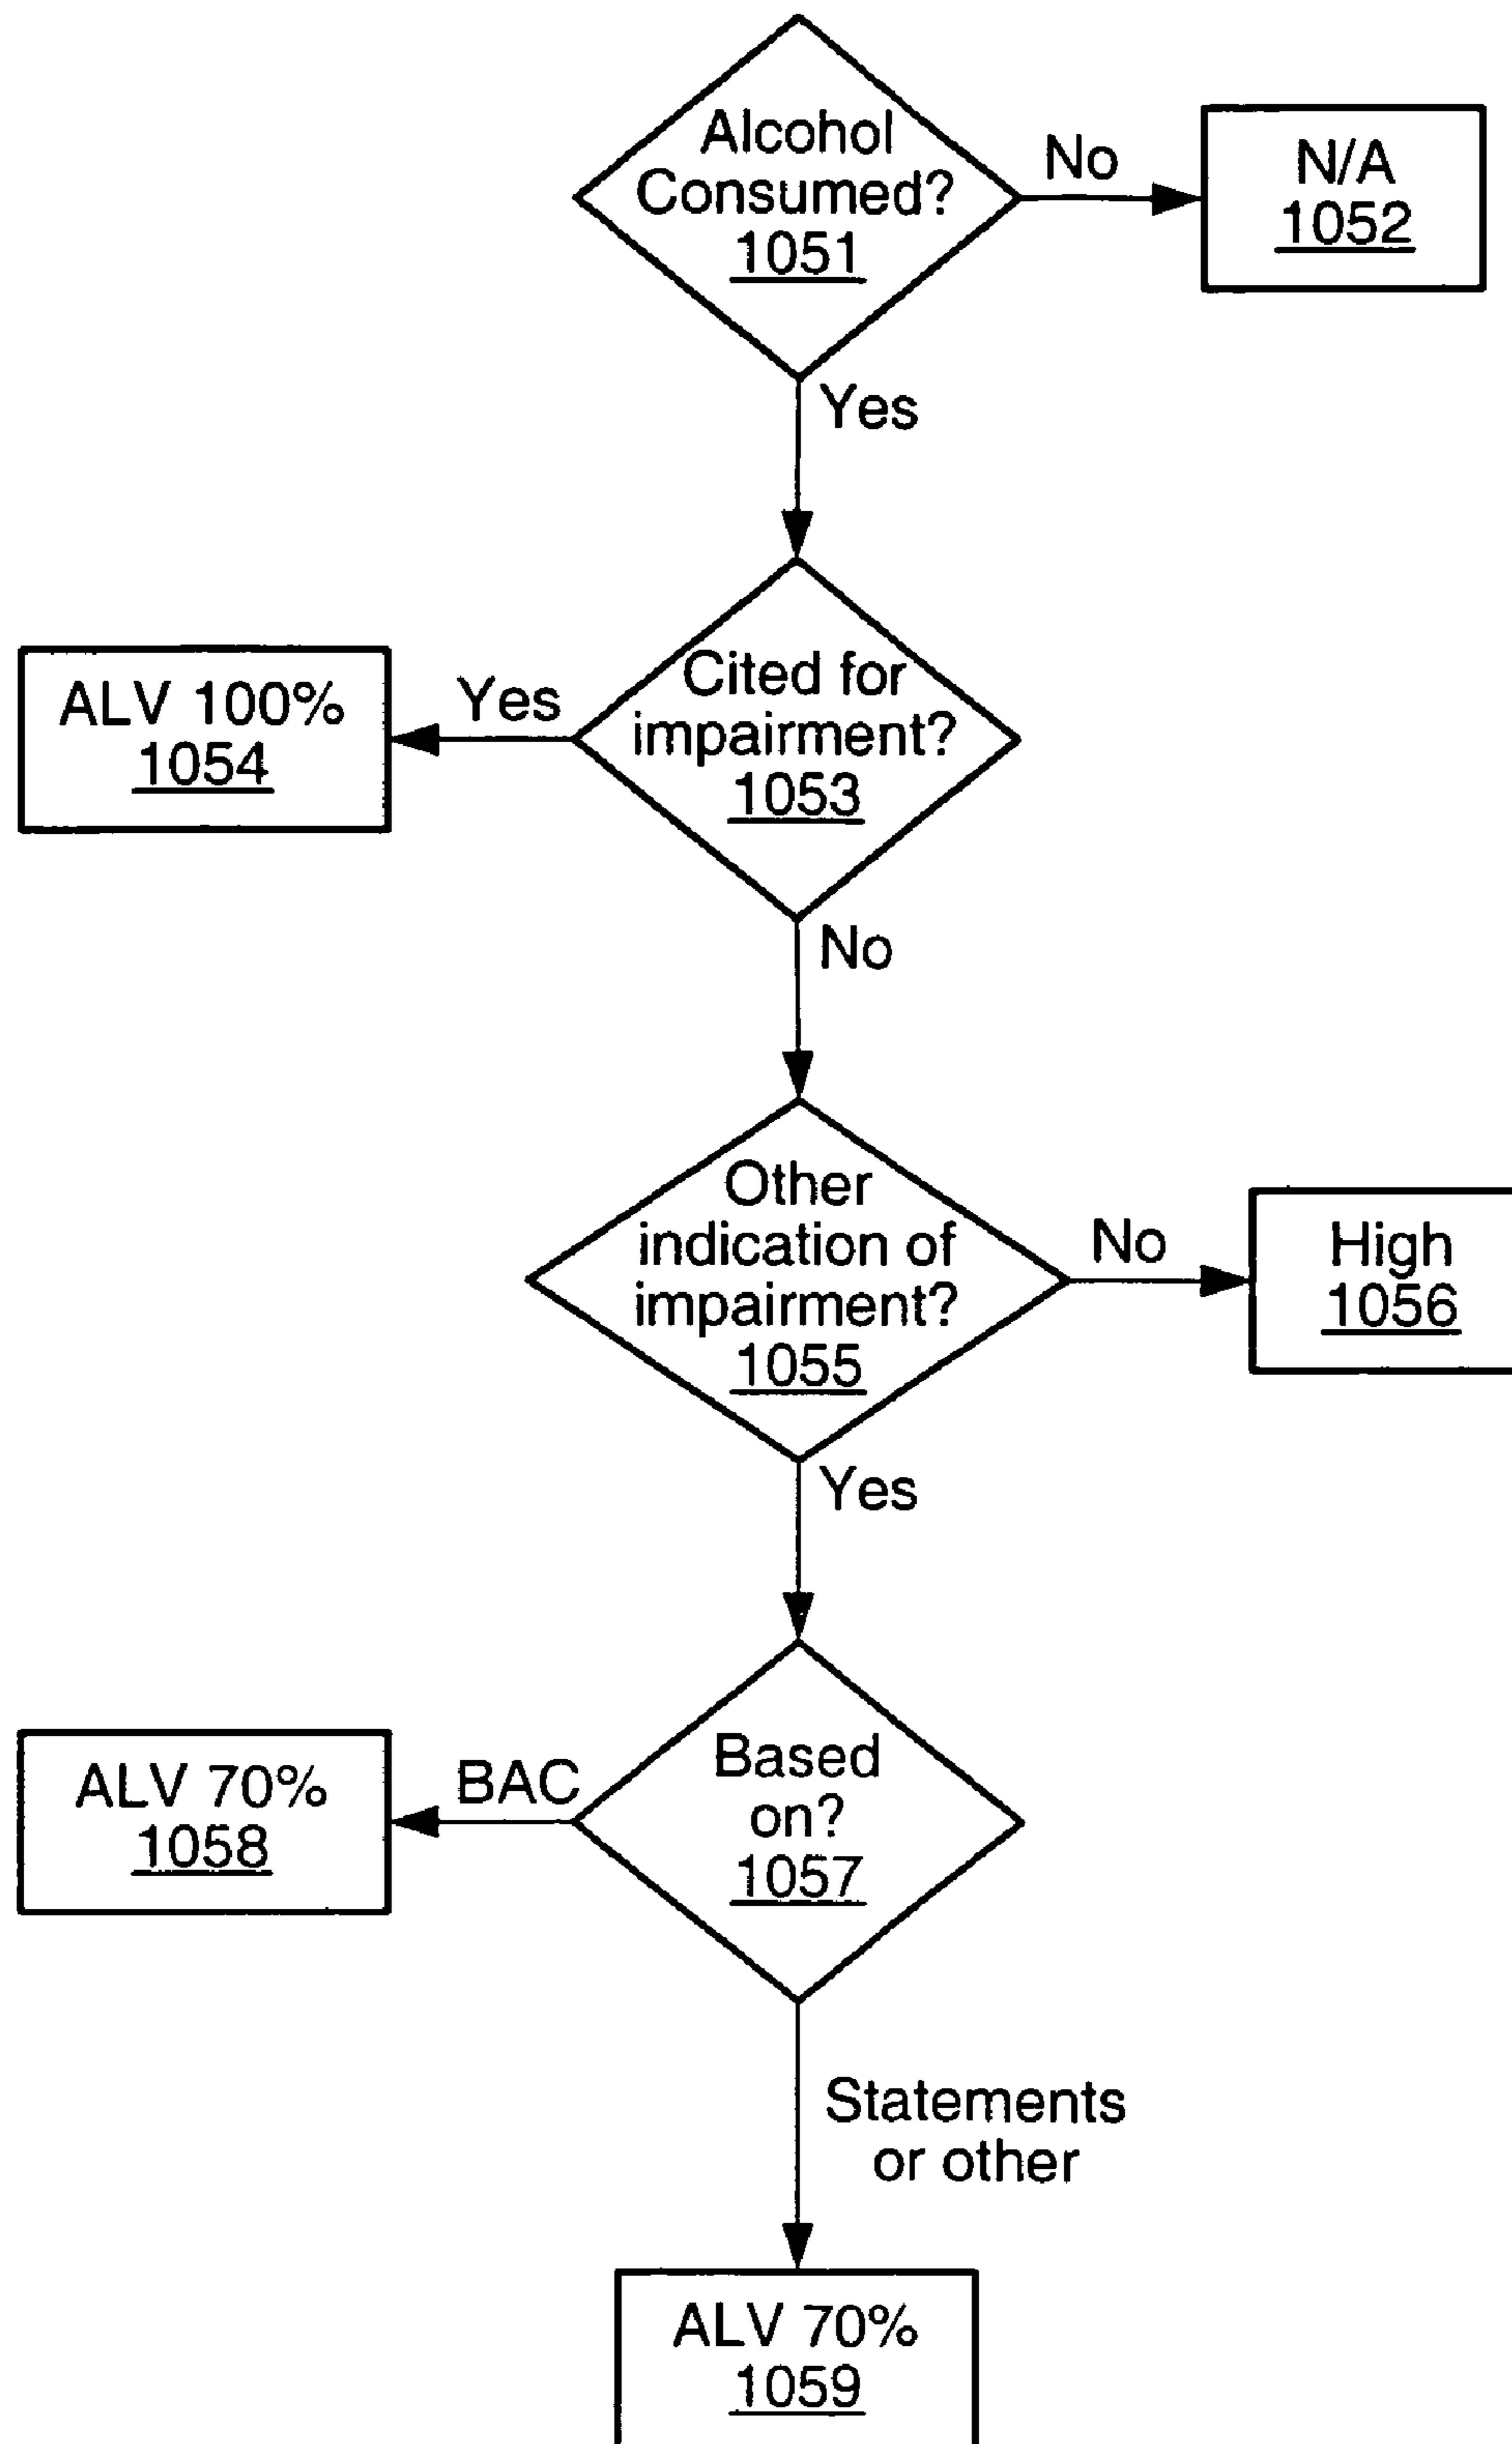 Alcohol
Consumed?
1051
No
N/A
1052
Yes
Cited for
impairment?
1053
Yes
ALV 100%
1054
No
Other
indication of
impairment?
1055
No
High
1056
Yes
Based
on?
1057
BAC
ALV 70%
1058
Statements
or other
ALV 70%
1059